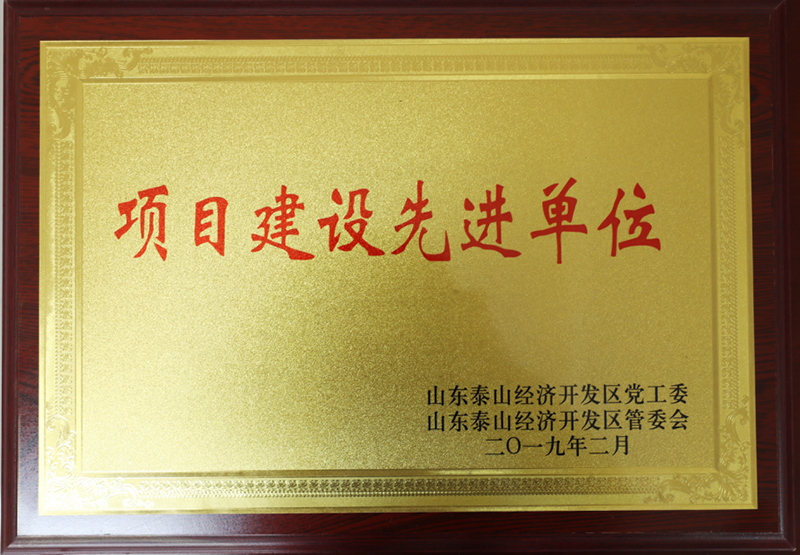 项目建设先进单位
山东泰山经济开发区党工委
山东泰山经济开发区管委会
二〇一九年二月